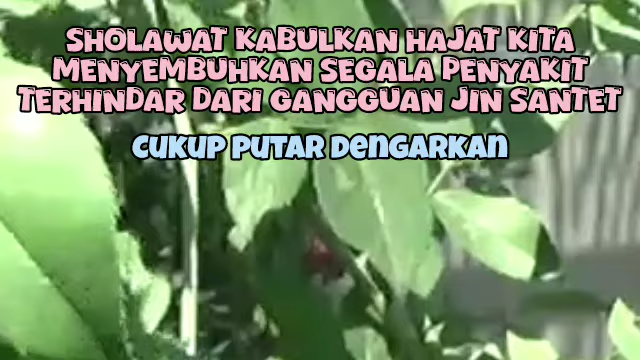 SHOLAWAT KABULKAN HAJAT KITA
MENYEMBUHKAN SEGALA PENYAKIT
TERHINDAR DARI GANGGUAN JIN SANTET
CUKUP PUTAR DENGARKAN